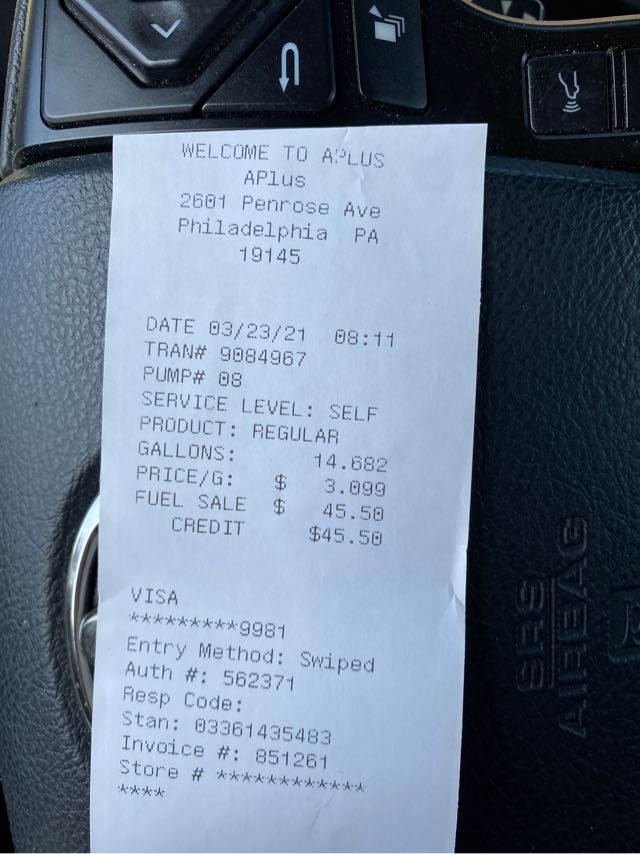 WELCOME TO APLUS
APlus
2601 Penrose Ave
Philadelphia PA
19145
DATE 03/23/21 08:11
TRAN# 9084967
PUMP# 08
SERVICE LEVEL: SELF
PRODUCT: REGULAR
GALLONS: 14.682
PRICE/G: $ 3.099
FUEL SALE $ 45.50
CREDIT $45.50
VISA
*********9981
Entry Method: Swiped
Auth #: 562371
Resp Code:
Stan: 03361435483
Invoice #: 851261
Store # ************
****
SRS
AIRBAG